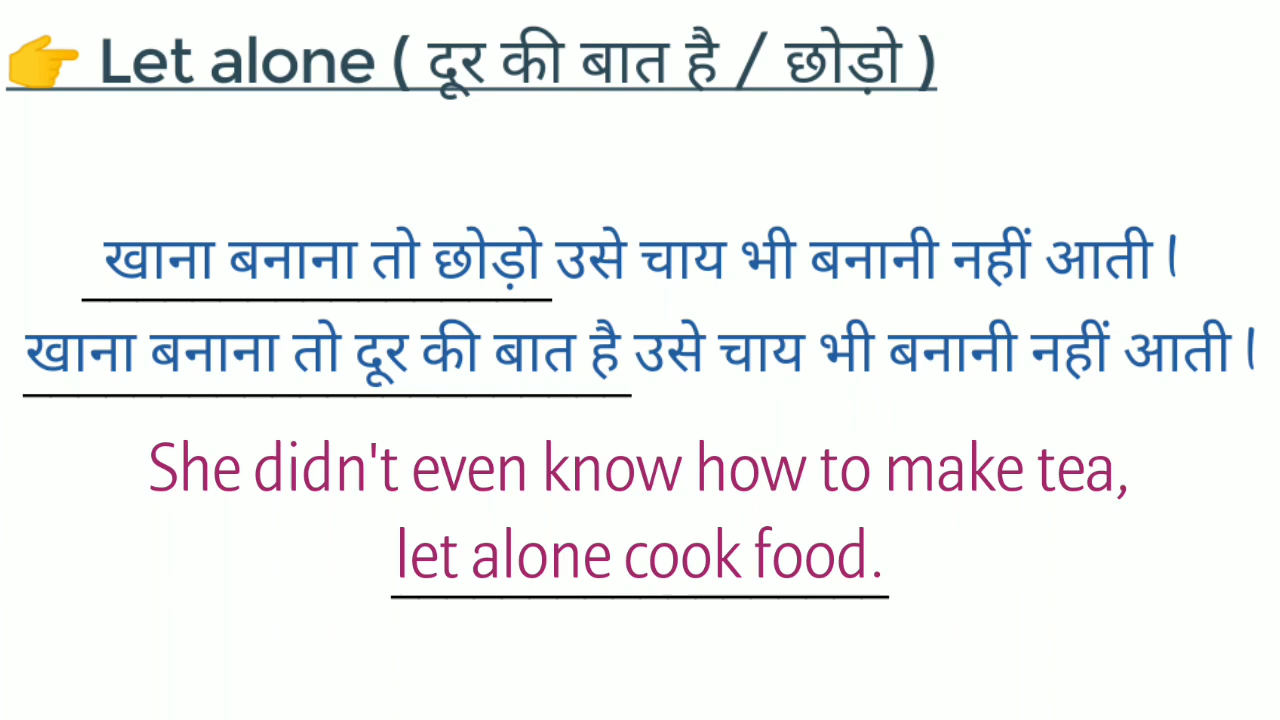 👉 Let alone ( दूर की बात है / छोड़ो )
खाना बनाना तो छोड़ो उसे चाय भी बनानी नहीं आती ।
खाना बनाना तो दूर की बात है उसे चाय भी बनानी नहीं आती ।
She didn't even know how to make tea,
let alone cook food.